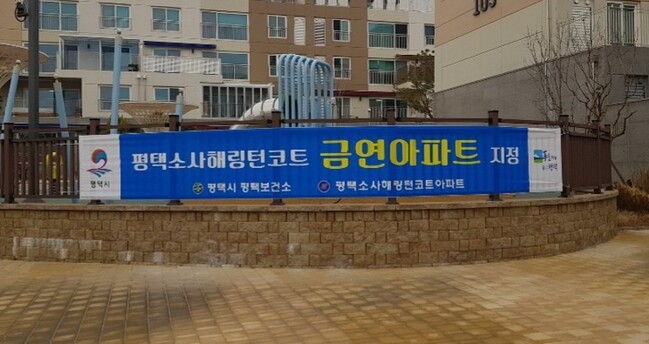 103
평택시
평택소사해링턴코트 금연아파트 지정
평택시 평택보건소 평택소사해링턴코트아파트